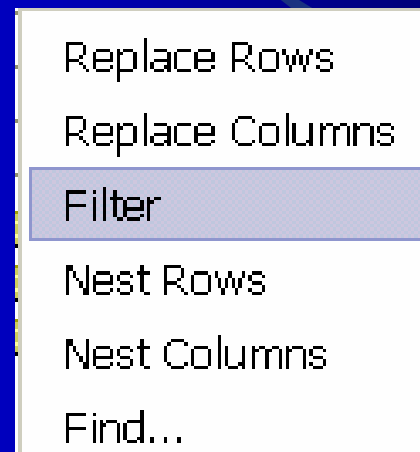 Replace Rows
Replace Columns
Filter
Nest Rows
Nest Columns
Find...